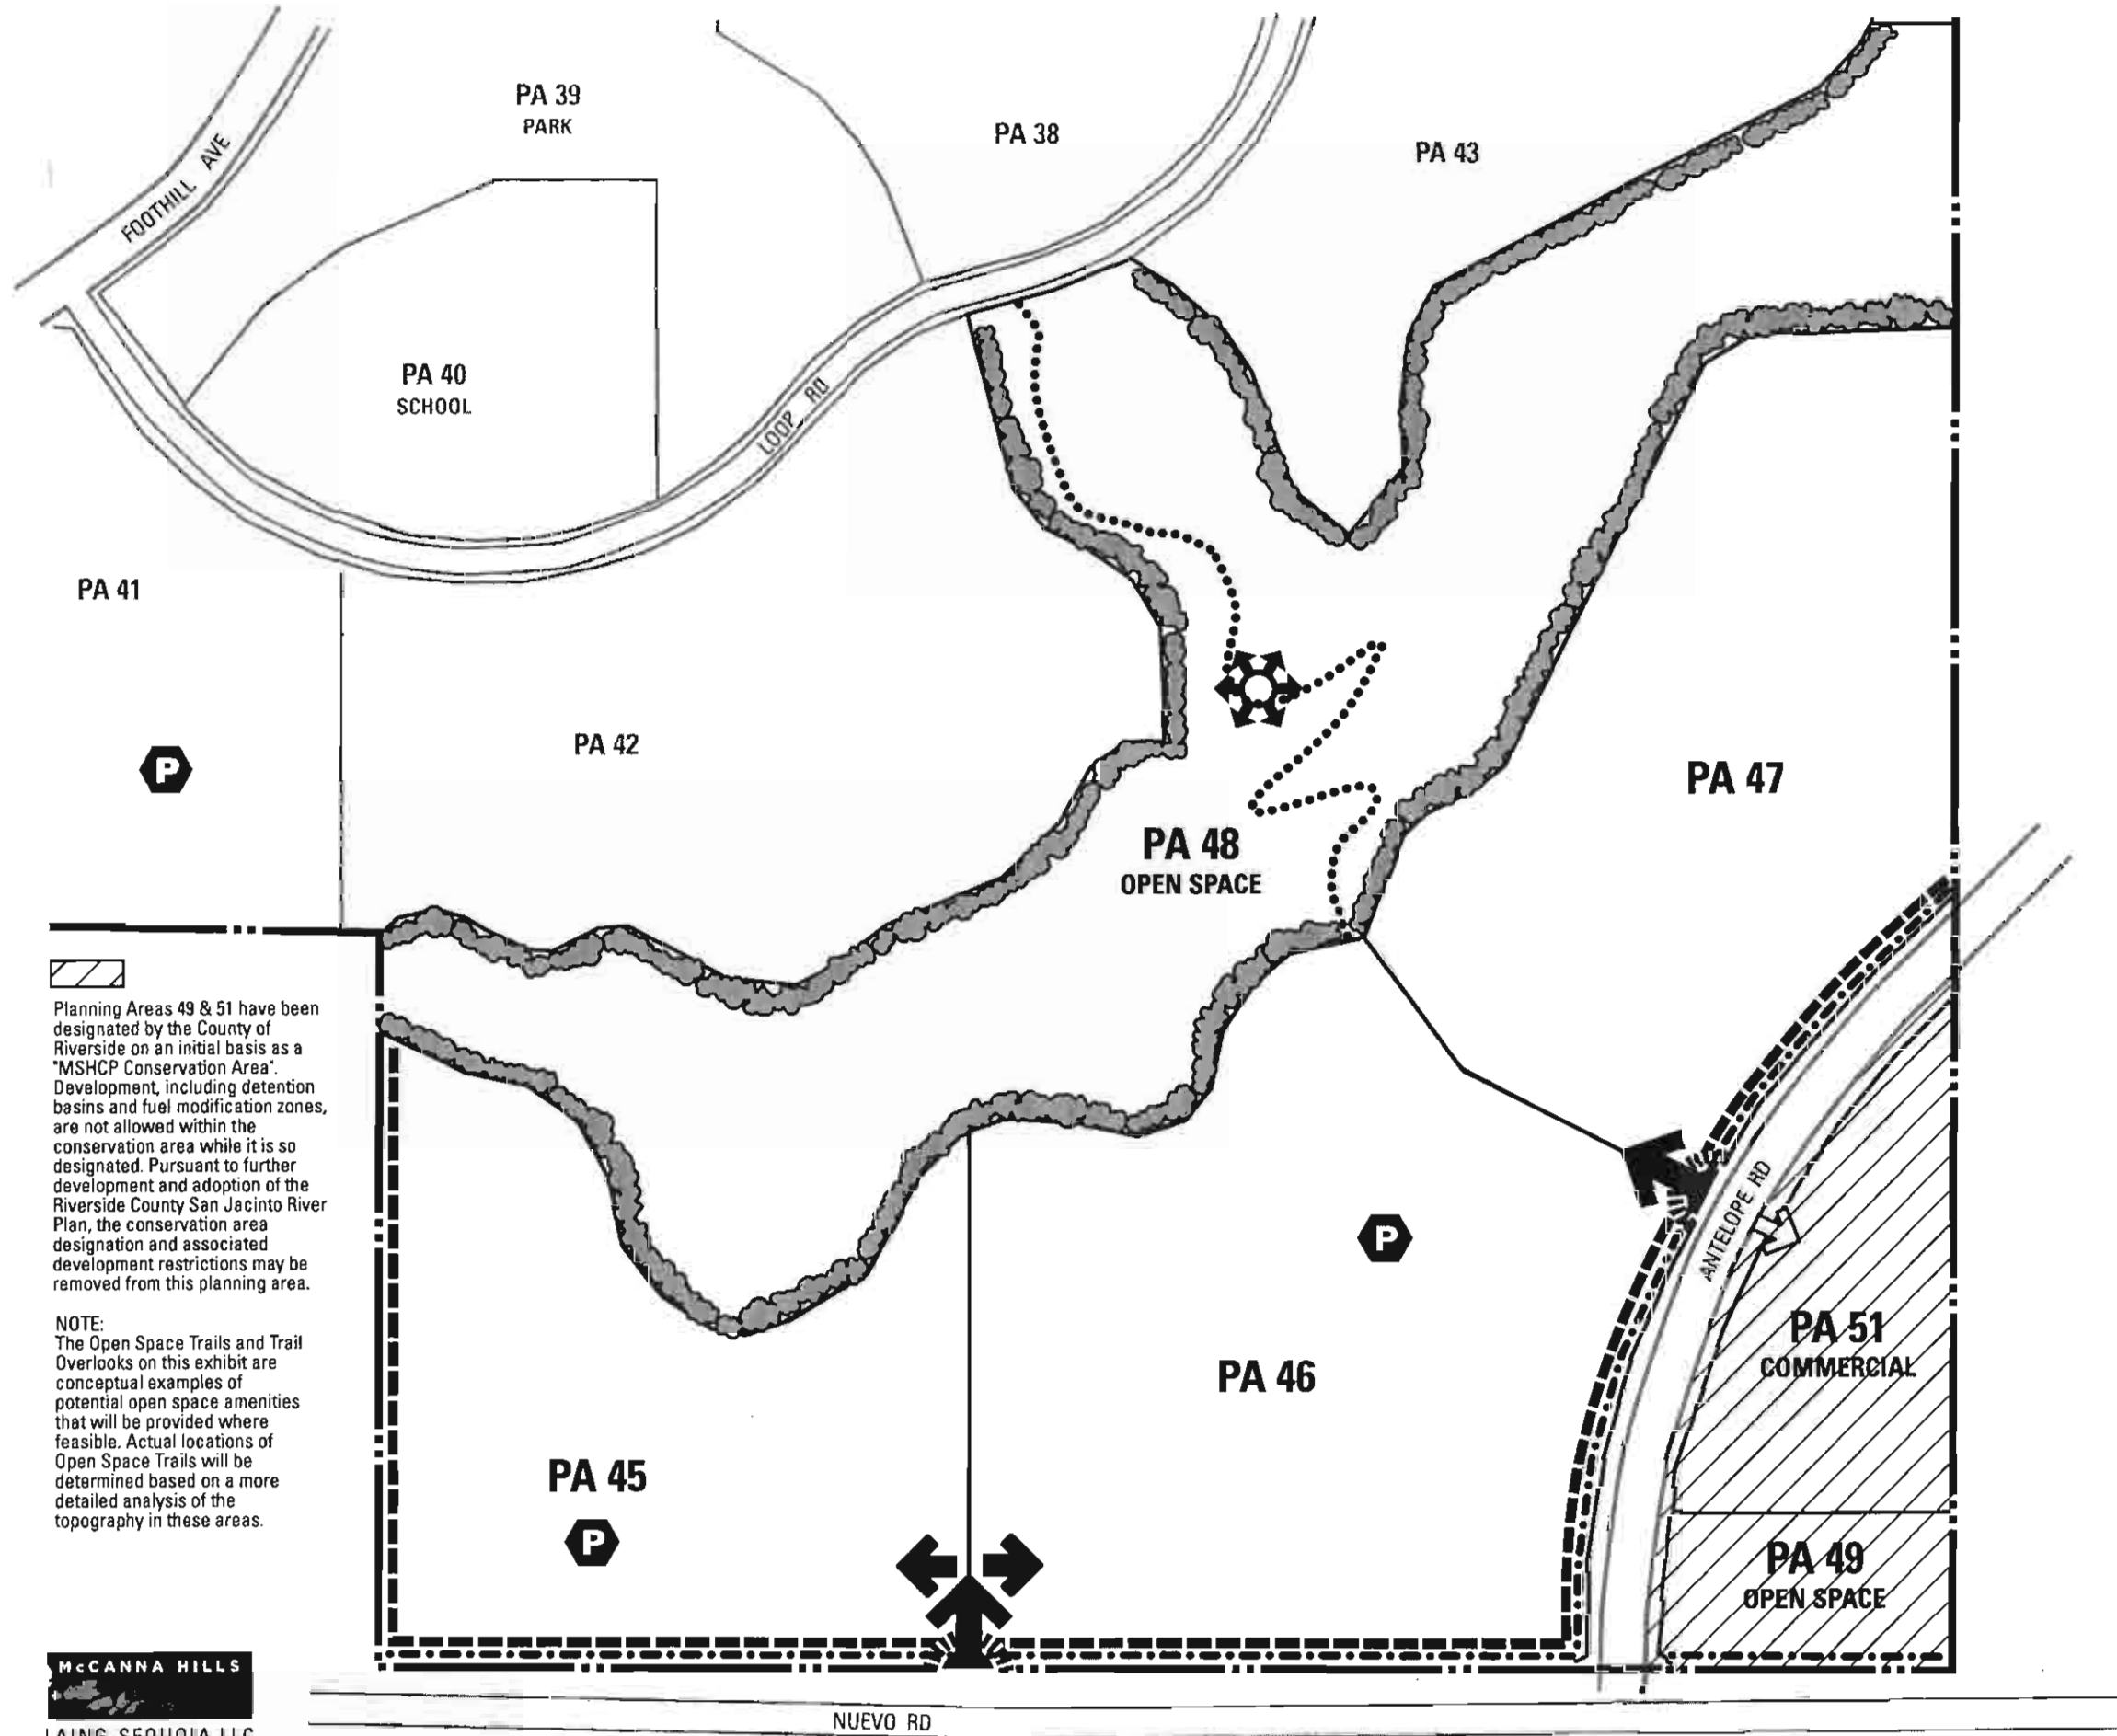 PA 39
PARK
PA 38
PA 43
FOOTHILL AVE
PA 40
SCHOOL
LOOP RD
PA 41
P
PA 42
PA 47
PA 48
OPEN SPACE
Planning Areas 49 & 51 have been
designated by the County of
Riverside on an initial basis as a
"MSHCP Conservation Area".
Development, including detention
basins and fuel modification zones,
are not allowed within the
conservation area while it is so
designated. Pursuant to further
development and adoption of the
Riverside County San Jacinto River
Plan, the conservation area
designation and associated
development restrictions may be
removed from this planning area.
NOTE:
The Open Space Trails and Trail
Overlooks on this exhibit are
conceptual examples of
potential open space amenities
that will be provided where
feasible. Actual locations of
Open Space Trails will be
determined based on a more
detailed analysis of the
topography in these areas.
ANTELOPE RD
P
PA 51
COMMERCIAL
PA 46
PA 45
P
PA 49
OPEN SPACE
McCANNA HILLS
LAING SEQUOIA LLC
NUEVO RD